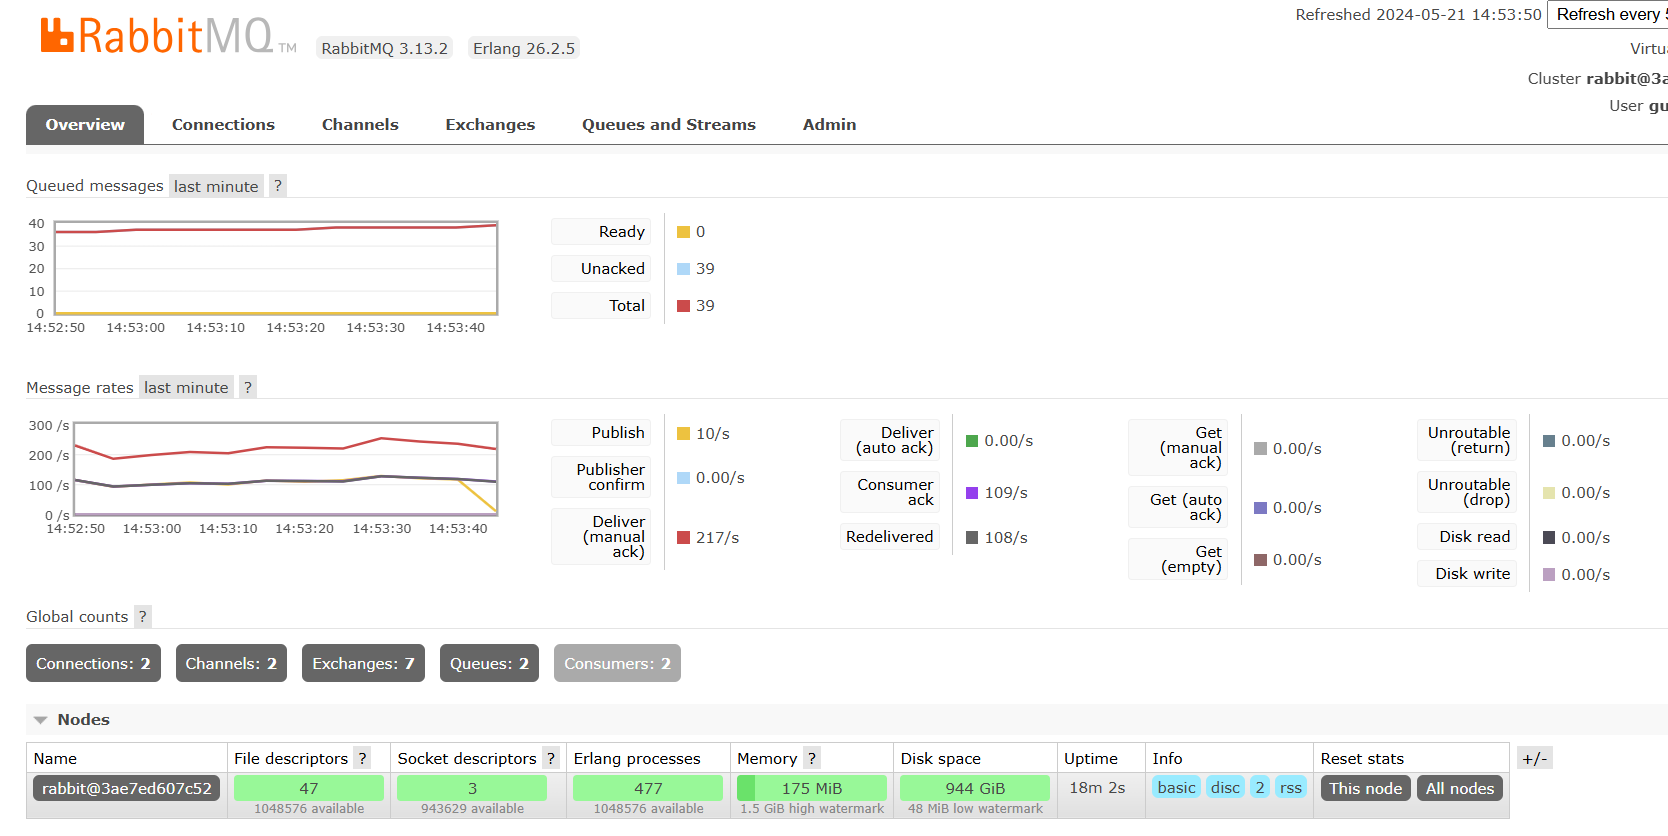 Refreshed 2024-05-21 14:53:50 Refresh every 5
RabbitMQ TM RabbitMQ 3.13.2 Erlang 26.2.5
Virtua
Cluster rabbit@3a
User gu
Overview Connections Channels Exchanges Queues and Streams Admin
Queued messages last minute ?
40
30
20
10
0
14:52:50 14:53:00 14:53:10 14:53:20 14:53:30 14:53:40
Ready 0
Unacked 39
Total 39
Message rates last minute ?
300 /s
200 /s
100 /s
0 /s
14:52:50 14:53:00 14:53:10 14:53:20 14:53:30 14:53:40
Publish 10/s
Publisher
confirm 0.00/s
Deliver
(manual
ack) 217/s
Deliver
(auto ack) 0.00/s
Consumer
ack 109/s
Redelivered 108/s
Get
(manual
ack) 0.00/s
Get (auto
ack) 0.00/s
Get
(empty) 0.00/s
Unroutable
(return) 0.00/s
Unroutable
(drop) 0.00/s
Disk read 0.00/s
Disk write 0.00/s
Global counts ?
Connections: 2 Channels: 2 Exchanges: 7 Queues: 2 Consumers: 2
Nodes
Name File descriptors ? Socket descriptors ? Erlang processes Memory ? Disk space Uptime Info Reset stats +/-
rabbit@3ae7ed607c52 47 3 477 175 MiB 944 GiB 18m 2s basic disc 2 rss This node All nodes
1048576 available 943629 available 1048576 available 1.5 GiB high watermark 48 MiB low watermark